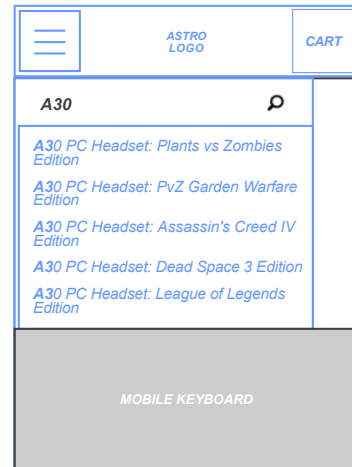 ASTRO
LOGO
CART
A30
A30 PC Headset: Plants vs Zombies
Edition
A30 PC Headset: PvZ Garden Warfare
Edition
A30 PC Headset: Assassin's Creed IV
Edition
A30 PC Headset: Dead Space 3 Edition
A30 PC Headset: League of Legends
Edition
MOBILE KEYBOARD